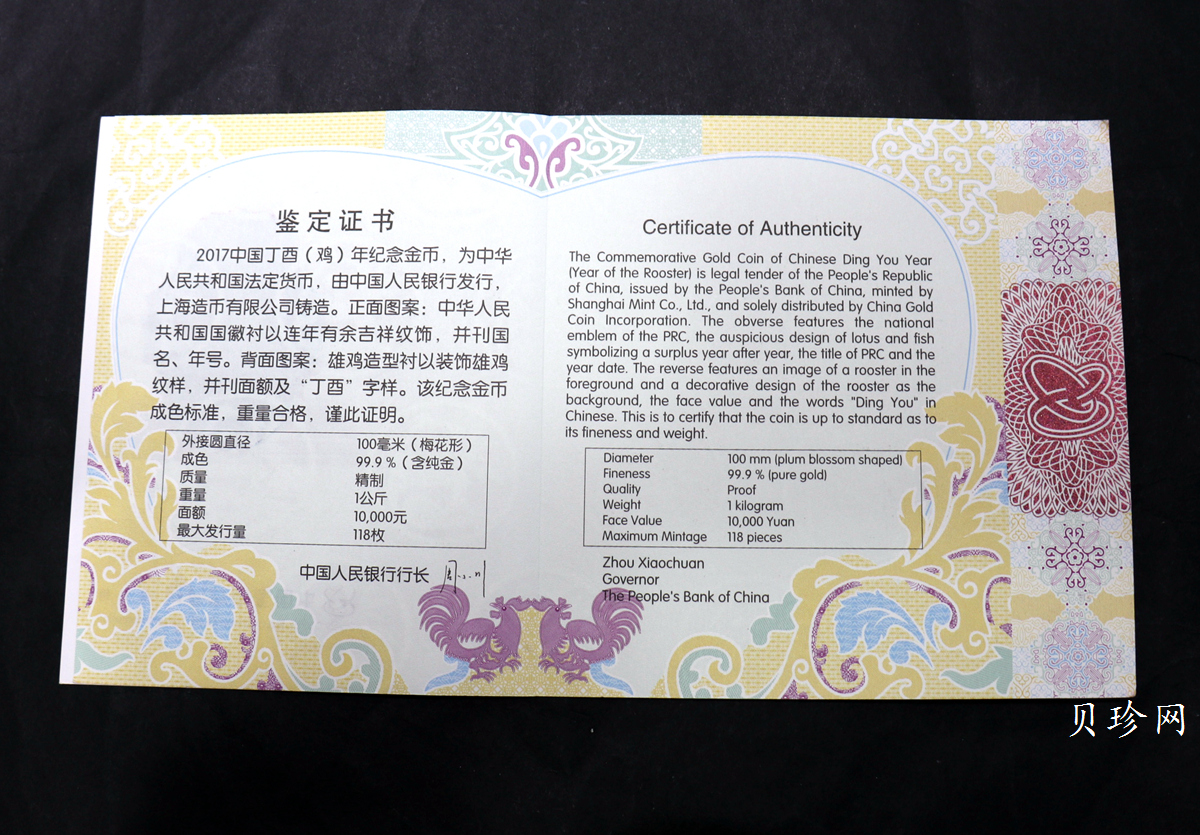 鉴定证书
2017中国丁酉（鸡）年纪念金币，为中华
人民共和国法定货币，由中国人民银行发行，
上海造币有限公司铸造。正面图案：中华人民
共和国国徽衬以连年有余吉祥纹饰，并刊国
名、年号。背面图案：雄鸡造型衬以装饰雄鸡
纹样，并刊面额及“丁酉”字样。该纪念金币
成色标准，重量合格，谨此证明。
外接圆直径 100毫米（梅花形）
成色 99.9 %（含纯金）
质量 精制
重量 1公斤
面额 10,000元
最大发行量 118枚
中国人民银行行长
Certificate of Authenticity
The Commemorative Gold Coin of Chinese Ding You Year
(Year of the Rooster) is legal tender of the People's Republic
of China, issued by the People's Bank of China, minted by
Shanghai Mint Co., Ltd., and solely distributed by China Gold
Coin Incorporation. The obverse features the national
emblem of the PRC, the auspicious design of lotus and fish
symbolizing a surplus year after year, the title of PRC and the
year date. The reverse features an image of a rooster in the
foreground and a decorative design of the rooster as the
background, the face value and the words "Ding You" in
Chinese. This is to certify that the coin is up to standard as to
its fineness and weight.
Diameter 100 mm (plum blossom shaped)
Fineness 99.9 % (pure gold)
Quality Proof
Weight 1 kilogram
Face Value 10,000 Yuan
Maximum Mintage 118 pieces
Zhou Xiaochuan
Governor
The People's Bank of China
贝珍网